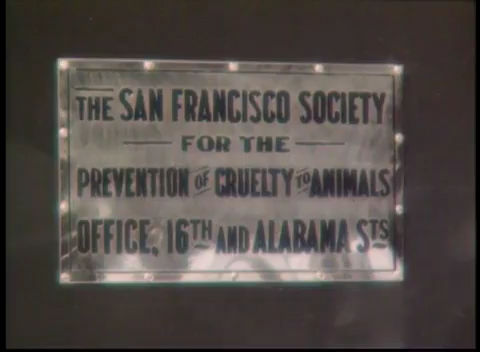 THE SAN FRANCISCO SOCIETY
FOR THE
PREVENTION OF CRUELTY TO ANIMALS
OFFICE, 16TH AND ALABAMA STS